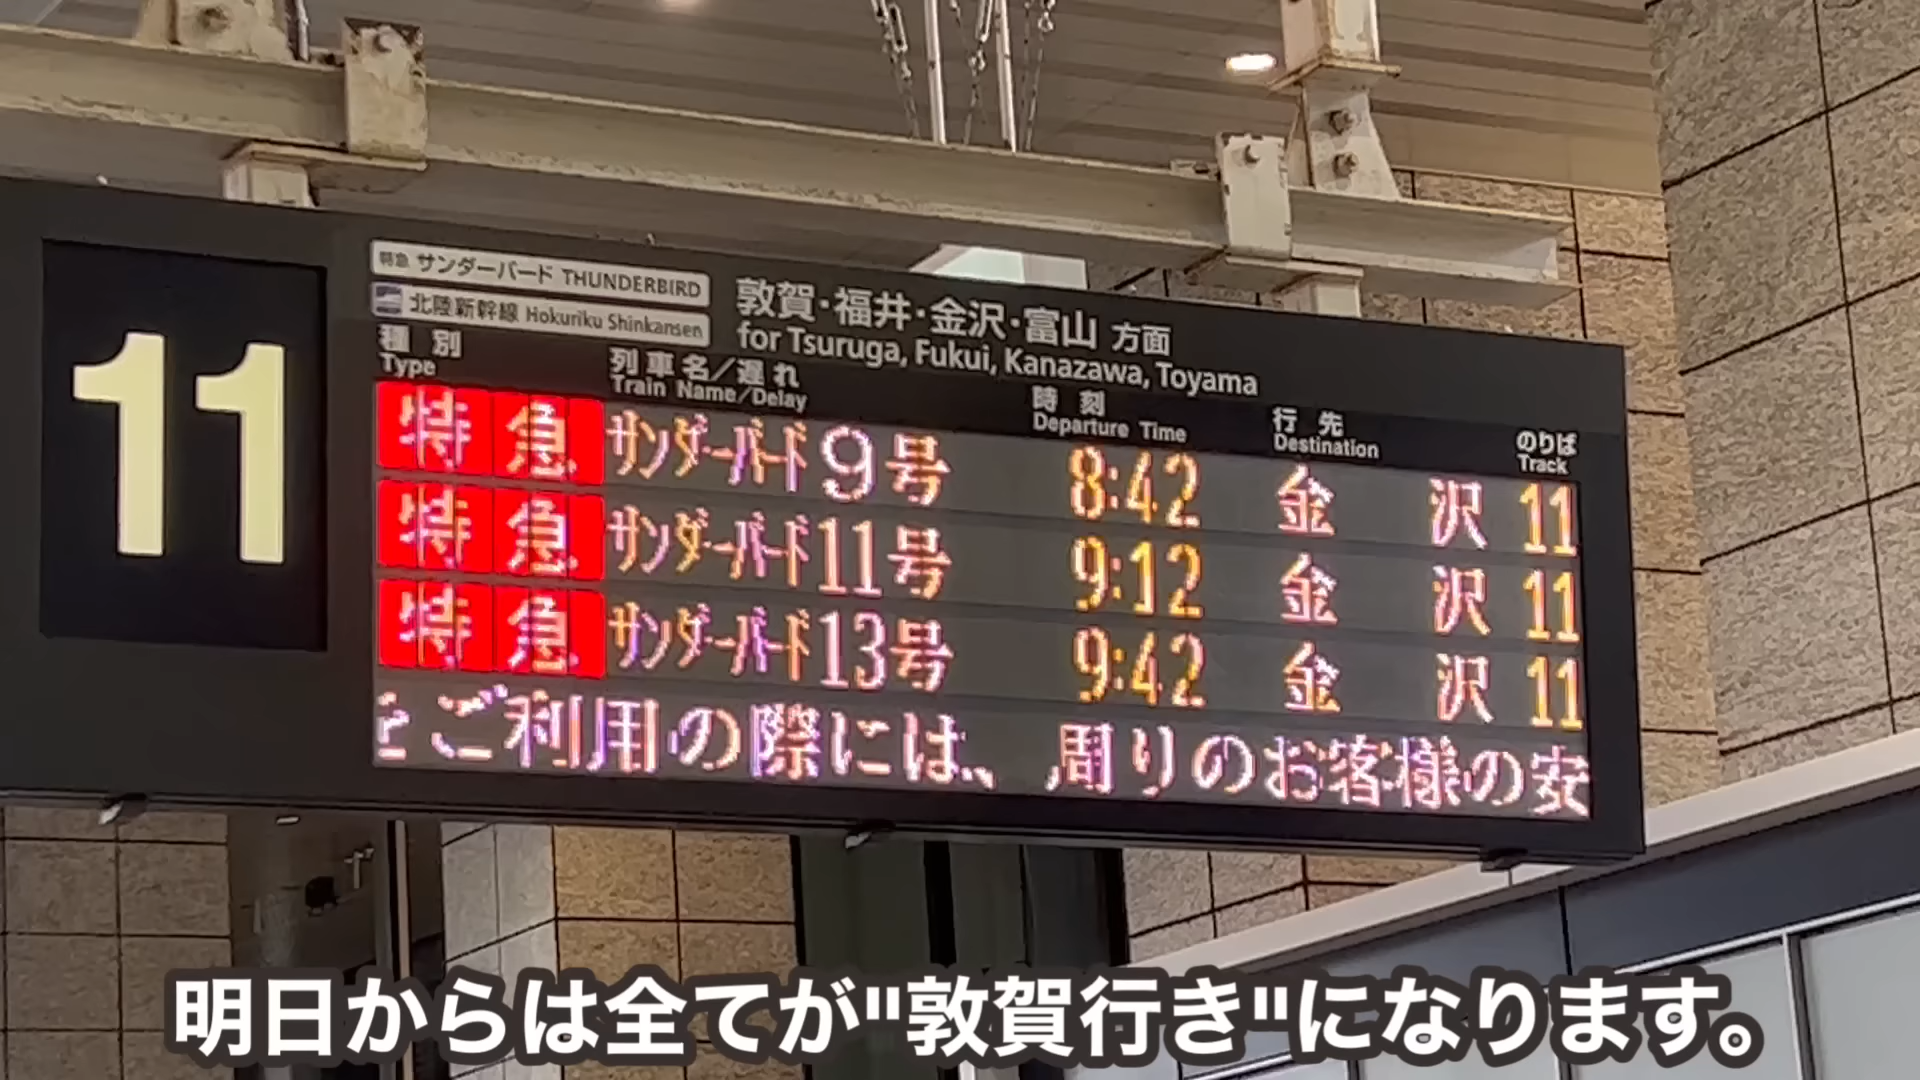 11
特急 サンダーバード THUNDERBIRD
北陸新幹線 Hokuriku Shinkansen
敦賀・福井・金沢・富山 方面
for Tsuruga, Fukui, Kanazawa, Toyama
種別 列車名/遅れ 時刻 行先 のりば
Type Train Name/Delay Departure Time Destination Track
特急 サンダーバード9号 8:42 金沢 11
特急 サンダーバード11号 9:12 金沢 11
特急 サンダーバード13号 9:42 金沢 11
をご利用の際には、周りのお客様の安
明日からは全てが"敦賀行き"になります。